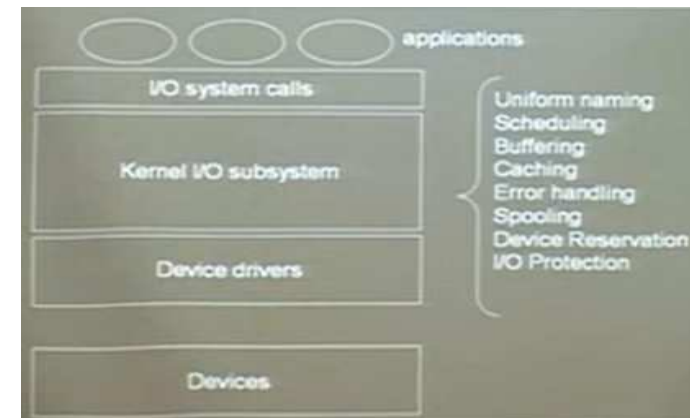 applications
I/O system calls
Kernel I/O subsystem
Device drivers
Devices
Uniform naming
Scheduling
Buffering
Caching
Error handling
Spooling
Device Reservation
I/O Protection